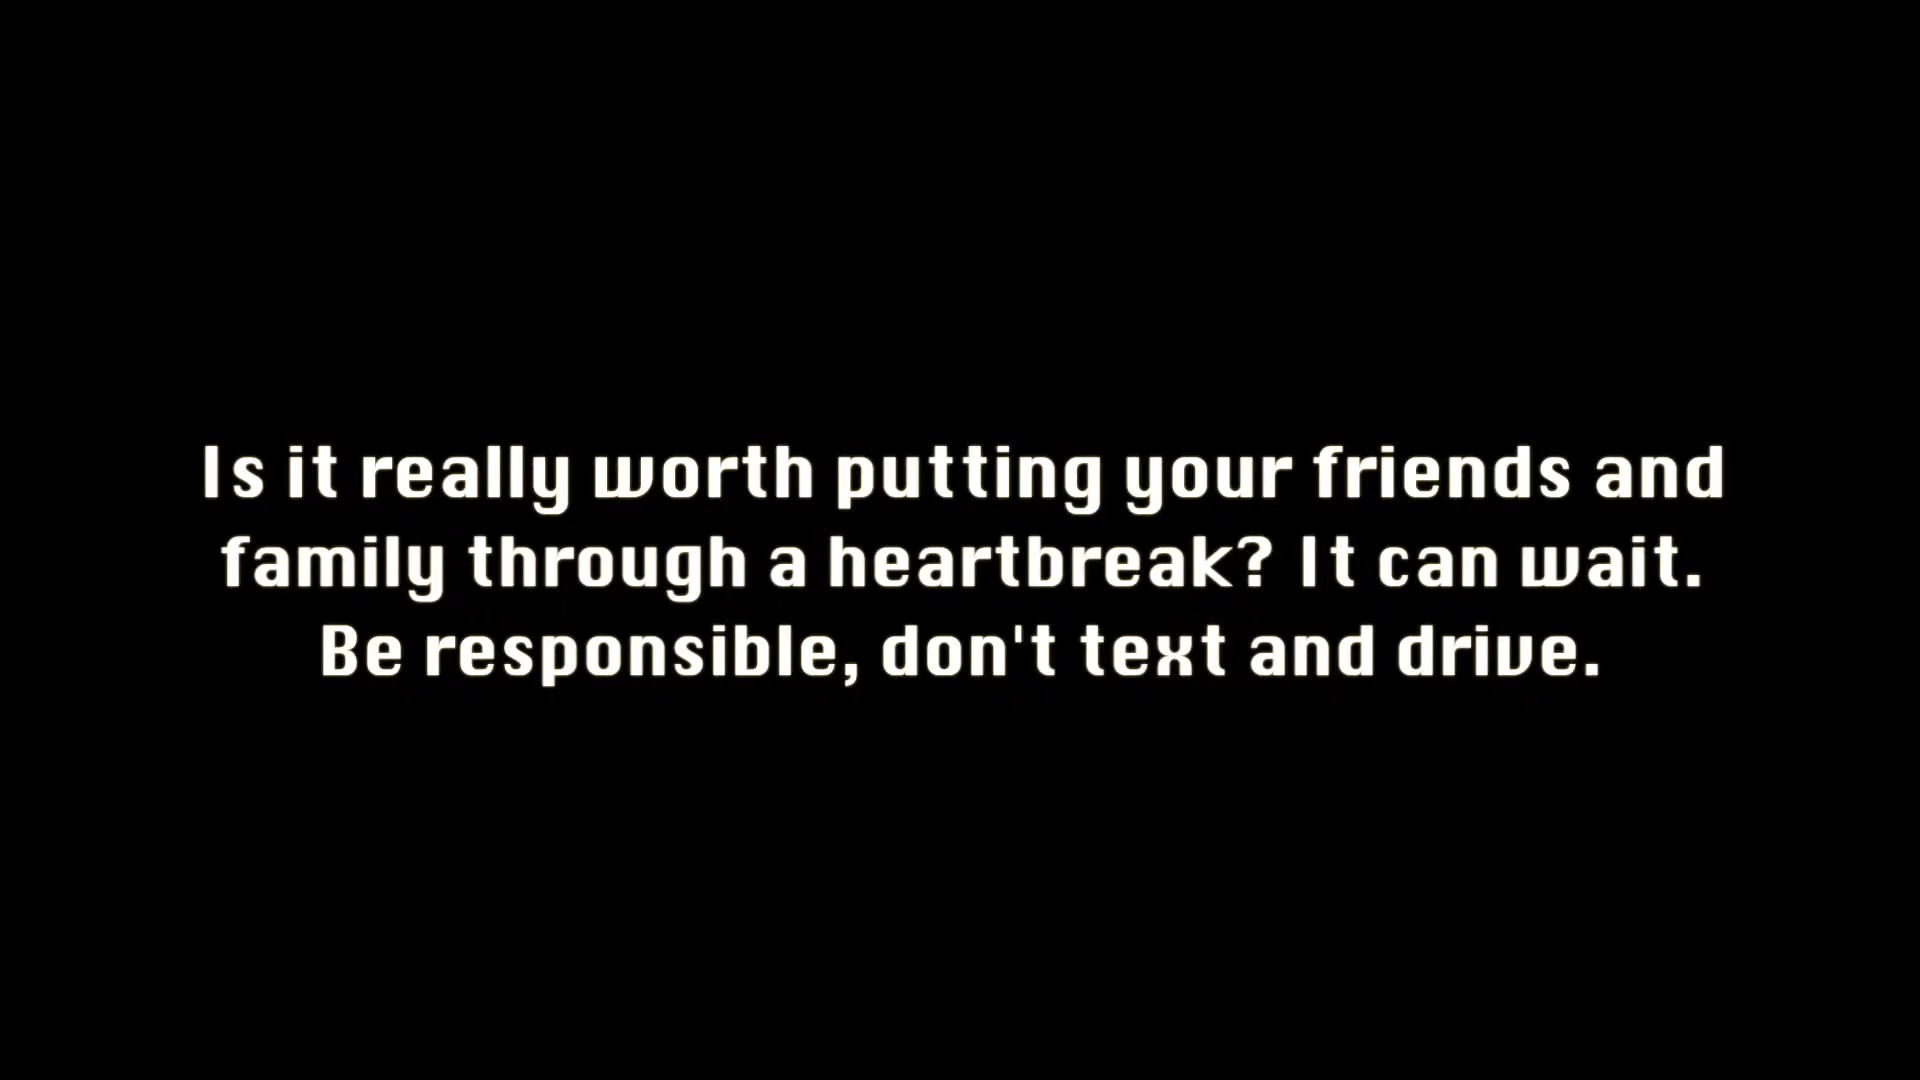 Is it really worth putting your friends and
family through a heartbreak? It can wait.
Be responsible, don't text and drive.